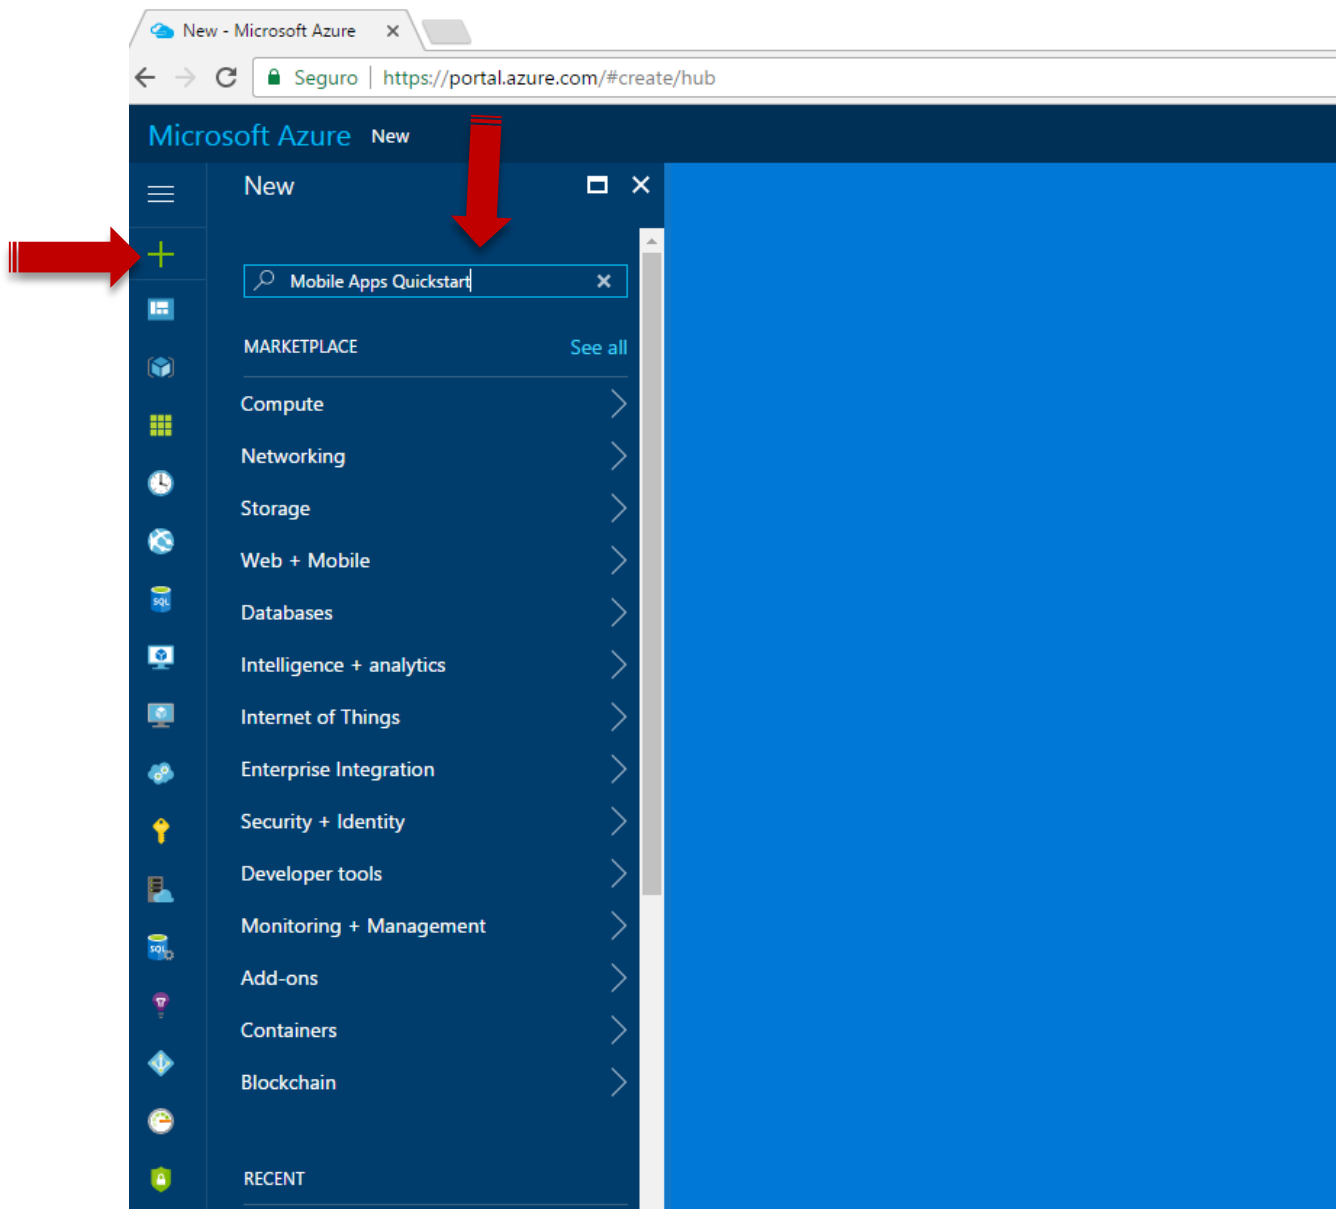 New - Microsoft Azure
Seguro | https://portal.azure.com/#create/hub
Microsoft Azure New
New
Mobile Apps Quickstart
MARKETPLACE See all
Compute
Networking
Storage
Web + Mobile
SQL
Databases
Intelligence + analytics
Internet of Things
Enterprise Integration
Security + Identity
Developer tools
Monitoring + Management
SQL
Add-ons
Containers
Blockchain
RECENT